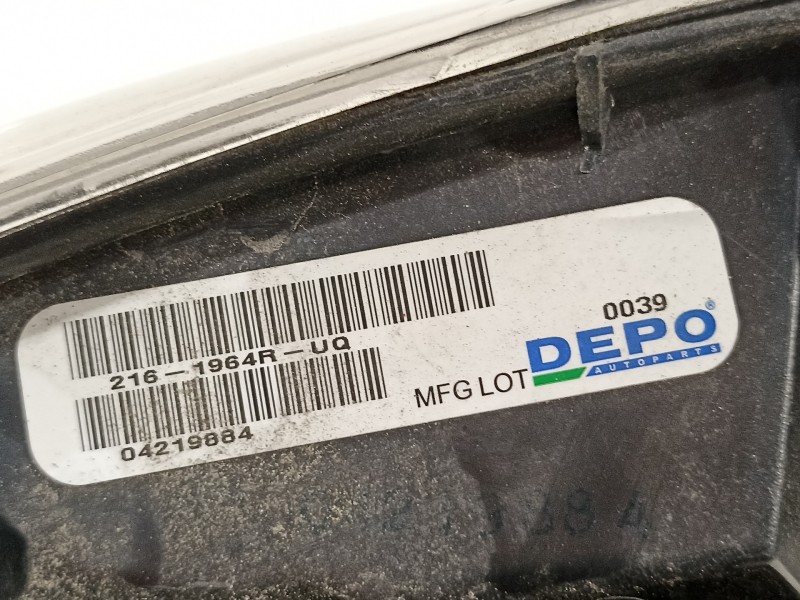 0039
216-1964R-UQ
DEPO®
AUTOPARTS
MFG LOT
04219884